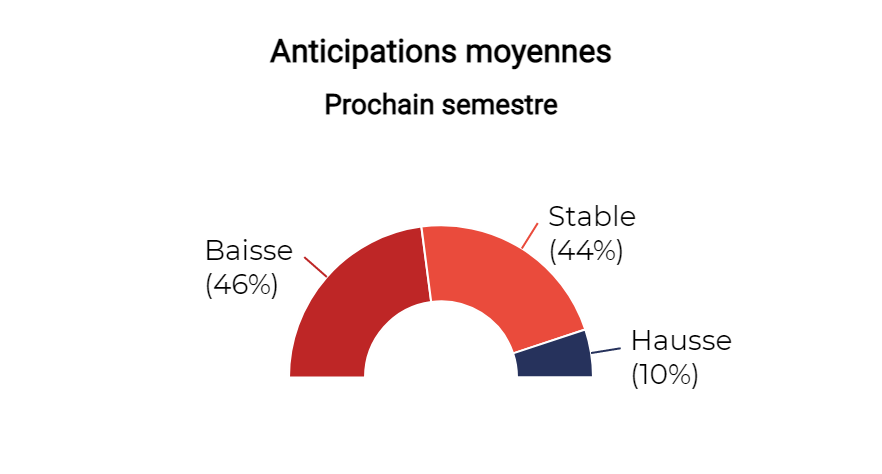 Anticipations moyennes
Prochain semestre
Baisse
(46%)
Stable
(44%)
Hausse
(10%)